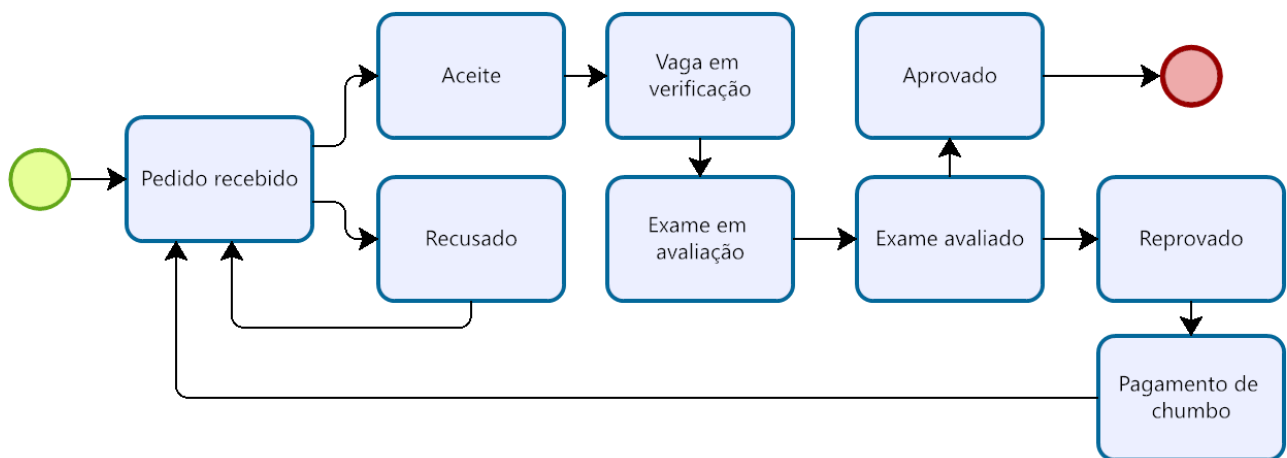 Pedido recebido
Aceite
Vaga em
verificação
Aprovado
Recusado
Exame em
avaliação
Exame avaliado
Reprovado
Pagamento de
chumbo